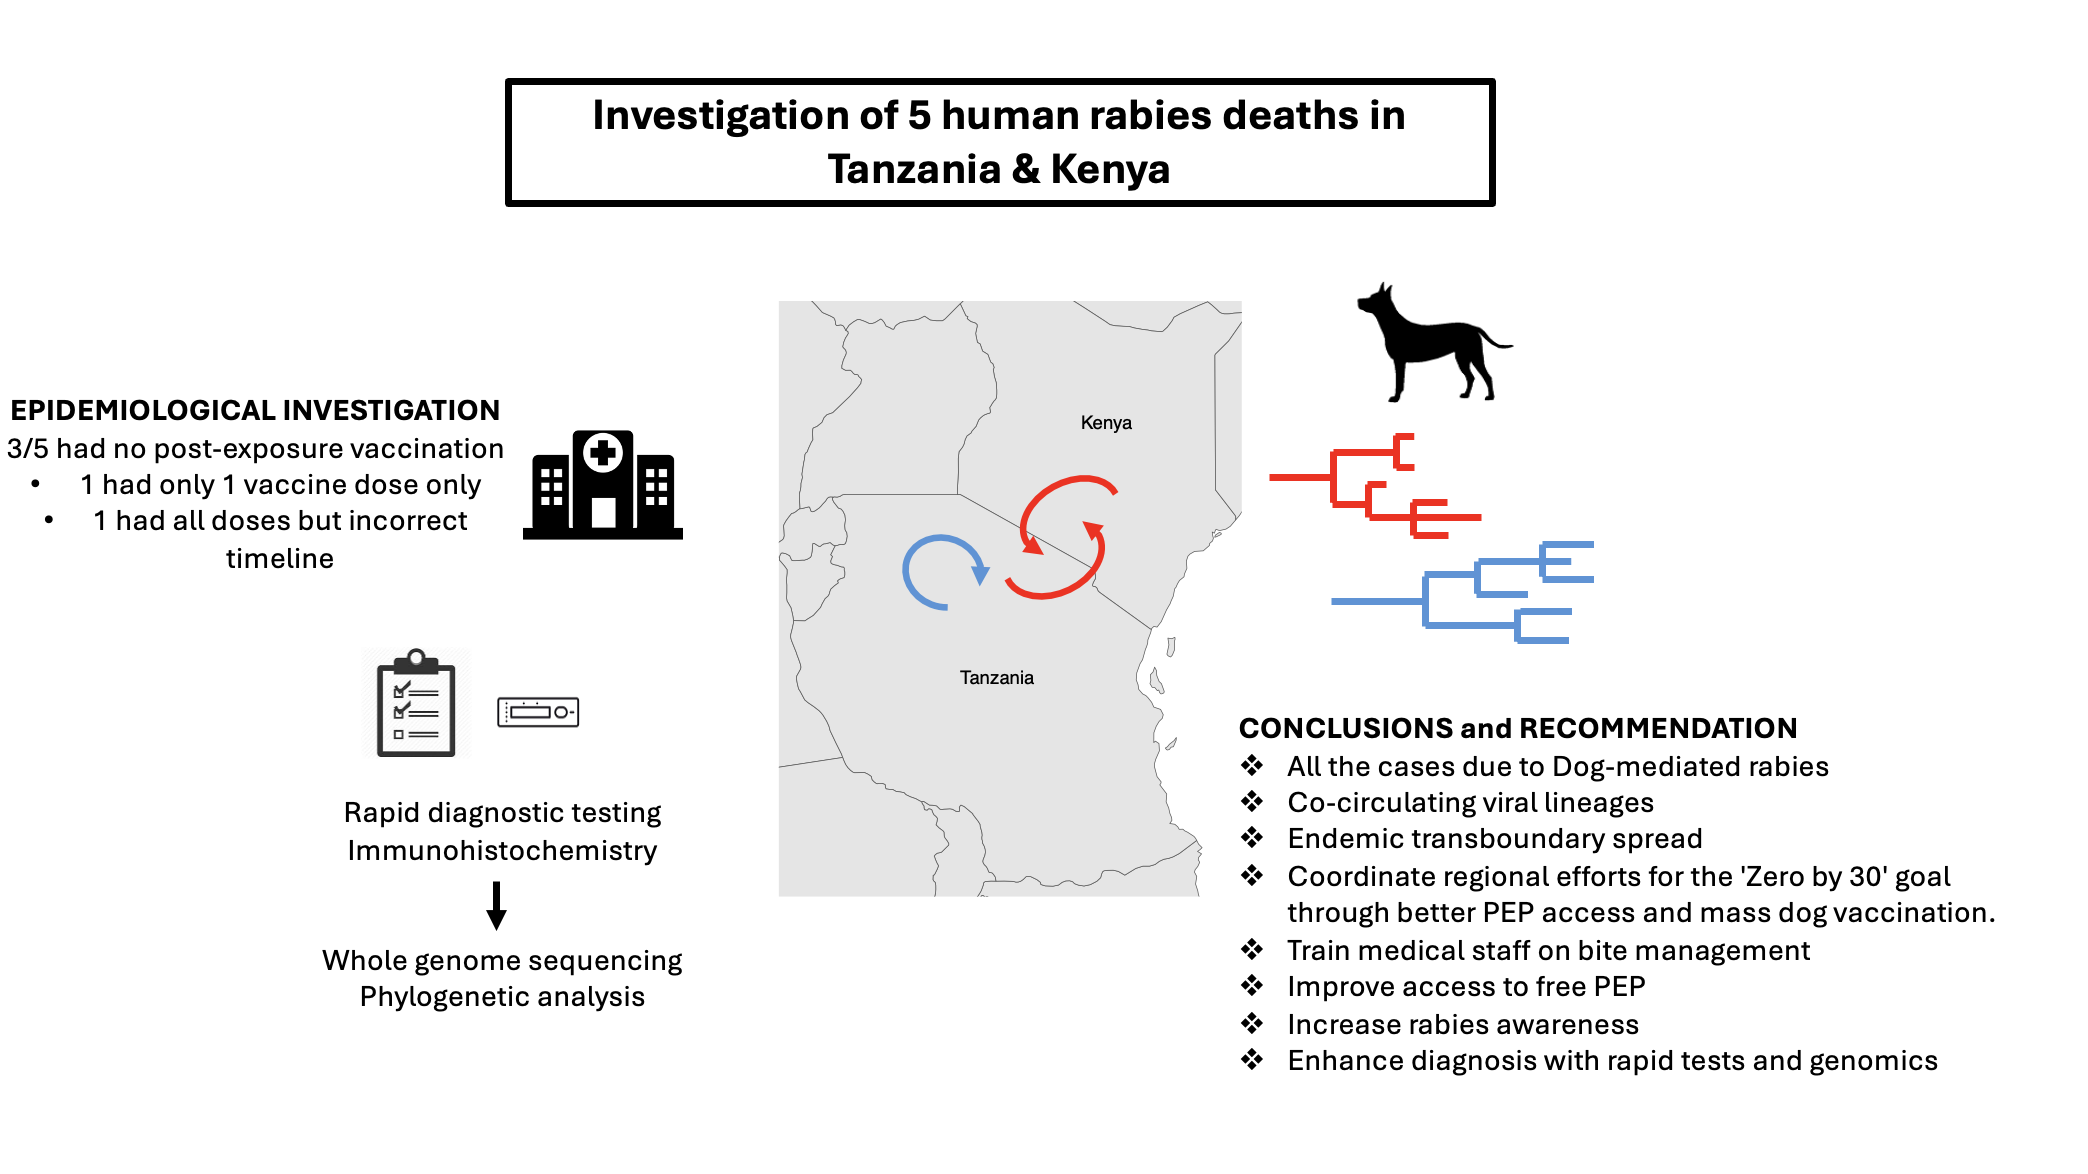 Investigation of 5 human rabies deaths in
Tanzania & Kenya
EPIDEMIOLOGICAL INVESTIGATION
3/5 had no post-exposure vaccination
• 1 had only 1 vaccine dose only
• 1 had all doses but incorrect
timeline
Rapid diagnostic testing
Immunohistochemistry
Whole genome sequencing
Phylogenetic analysis
Kenya
Tanzania
CONCLUSIONS and RECOMMENDATION
❖ All the cases due to Dog-mediated rabies
❖ Co-circulating viral lineages
❖ Endemic transboundary spread
❖ Coordinate regional efforts for the 'Zero by 30' goal
through better PEP access and mass dog vaccination.
❖ Train medical staff on bite management
❖ Improve access to free PEP
❖ Increase rabies awareness
❖ Enhance diagnosis with rapid tests and genomics